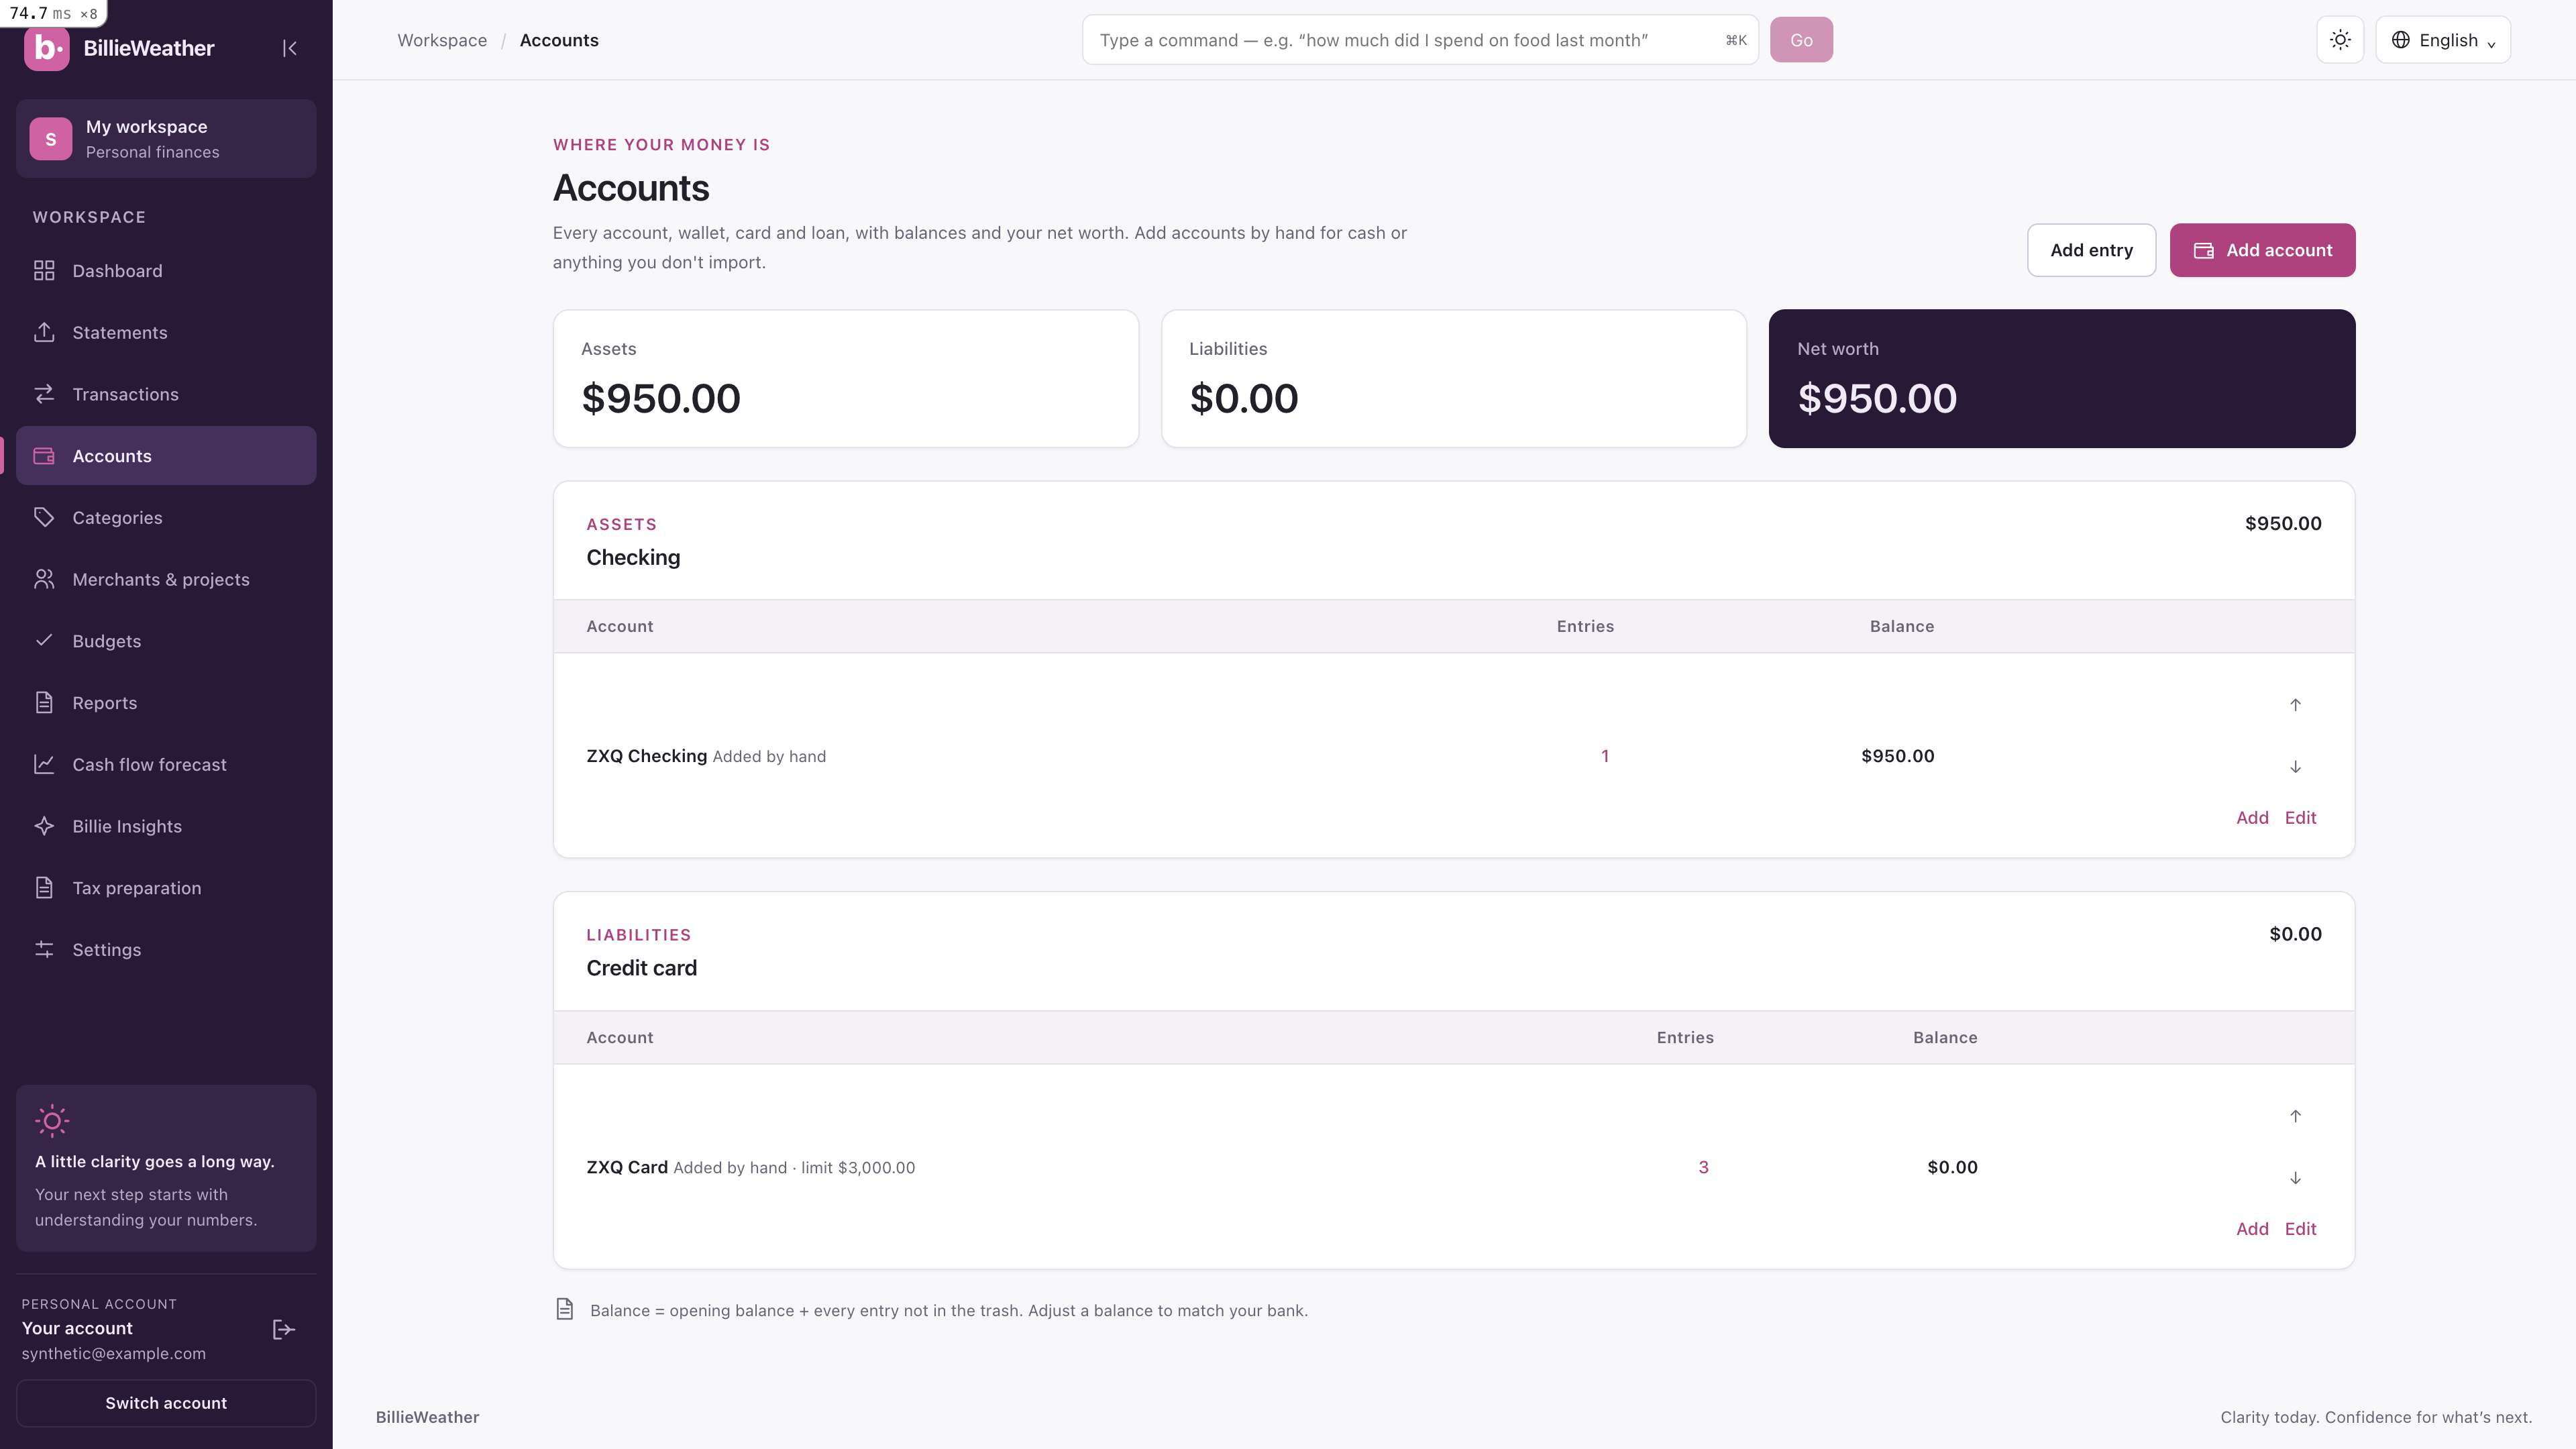 74.7 ms ×8
b.
BillieWeather
Workspace / Accounts
Type a command — e.g. “how much did I spend on food last month”
⌘K
Go
English
S
My workspace
Personal finances
WORKSPACE
Dashboard
Statements
Transactions
Accounts
Categories
Merchants & projects
Budgets
Reports
Cash flow forecast
Billie Insights
Tax preparation
Settings
A little clarity goes a long way.
Your next step starts with
understanding your numbers.
PERSONAL ACCOUNT
Your account
synthetic@example.com
Switch account
WHERE YOUR MONEY IS
Accounts
Every account, wallet, card and loan, with balances and your net worth. Add accounts by hand for cash or
anything you don't import.
Add entry
Add account
Assets
$950.00
Liabilities
$0.00
Net worth
$950.00
ASSETS
$950.00
Checking
Account Entries Balance
↑
ZXQ Checking Added by hand 1 $950.00
↓
Add Edit
LIABILITIES
$0.00
Credit card
Account Entries Balance
↑
ZXQ Card Added by hand · limit $3,000.00 3 $0.00
↓
Add Edit
Balance = opening balance + every entry not in the trash. Adjust a balance to match your bank.
BillieWeather
Clarity today. Confidence for what’s next.